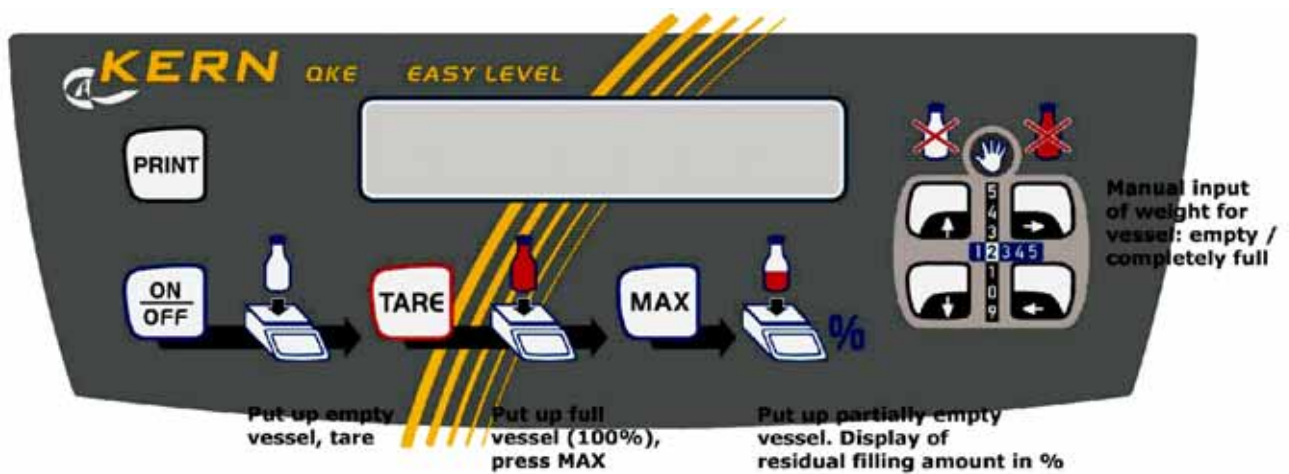 KERN QKE EASY LEVEL
PRINT
Manual input
of weight for
vessel: empty /
completely full
5
4
3
1 2 3 4 5
1
0
9
ON
OFF
TARE
MAX
%
Put up empty
vessel, tare
Put up full
vessel (100%),
press MAX
Put up partially empty
vessel. Display of
residual filling amount in %